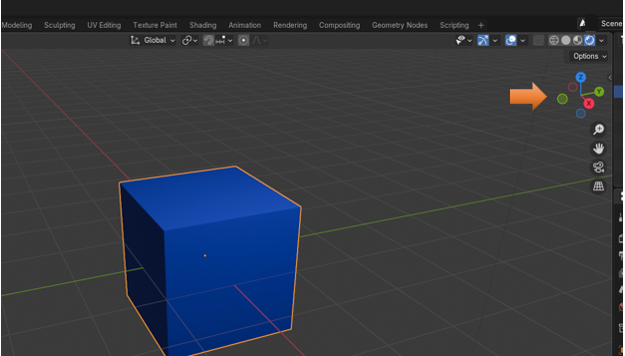 Modeling Sculpting UV Editing Texture Paint Shading Animation Rendering Compositing Geometry Nodes Scripting + Scene
Global
Options
Z
Y
X